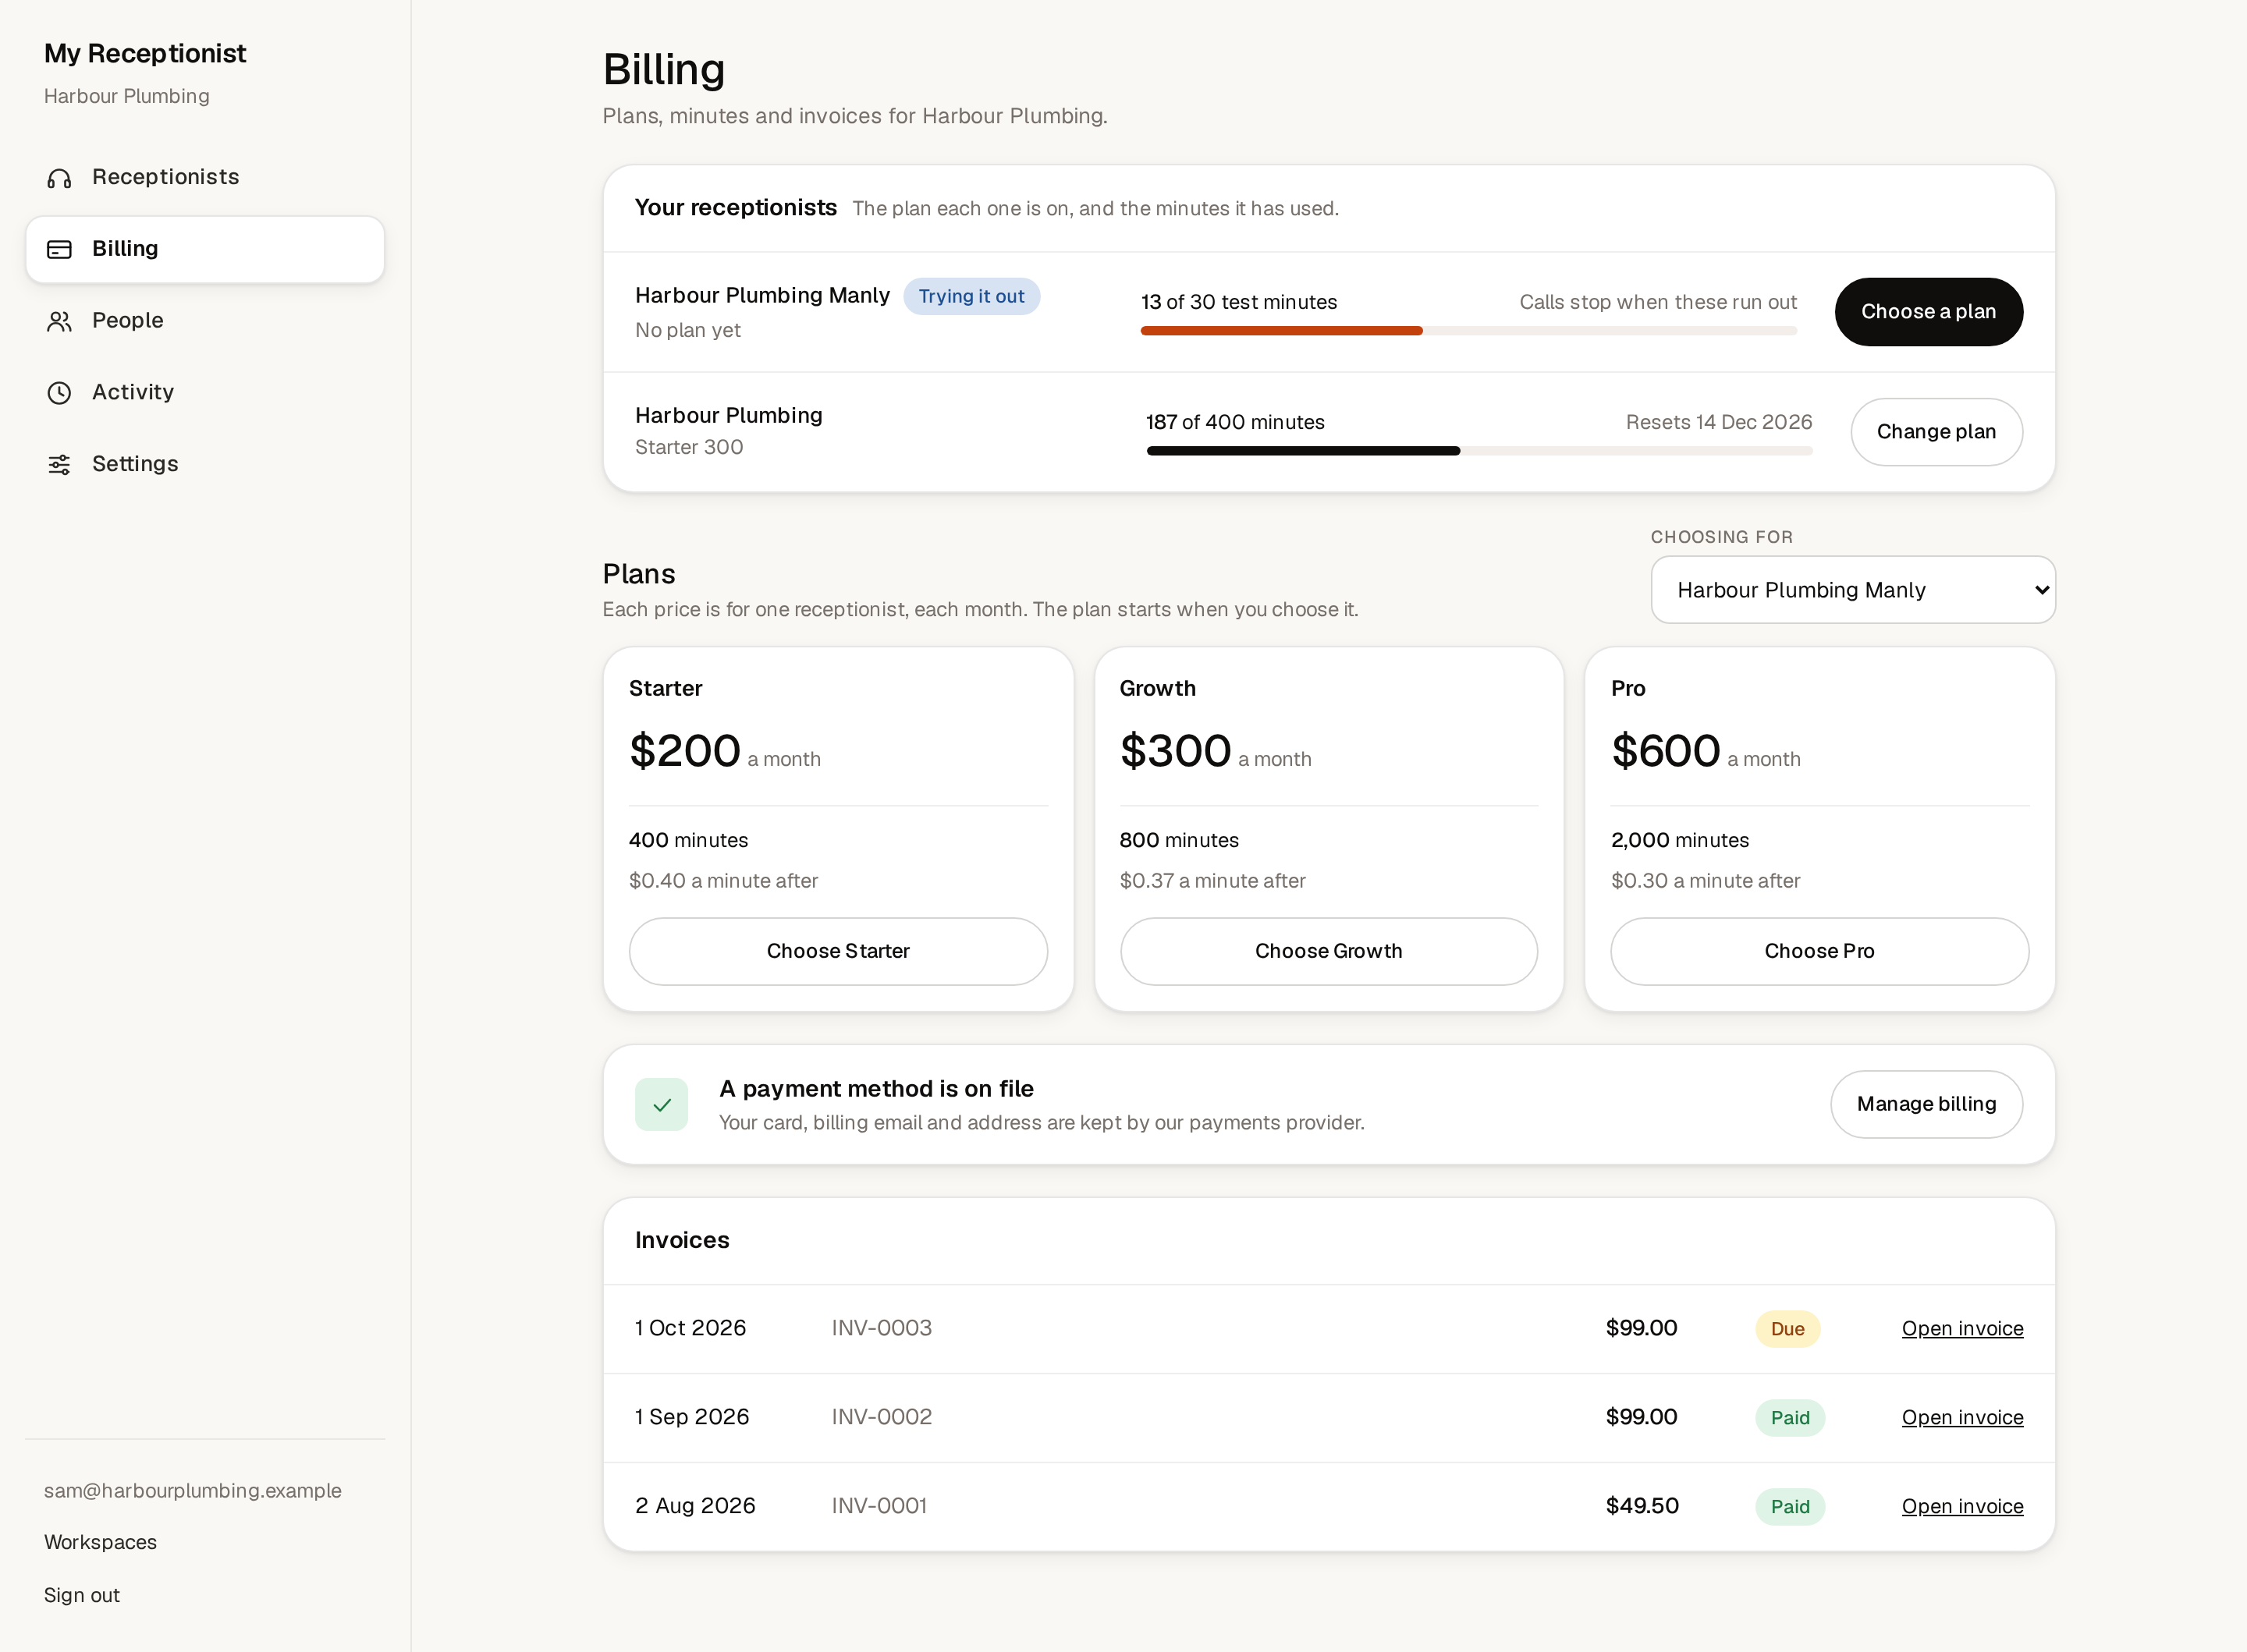 My Receptionist
Harbour Plumbing
Receptionists
Billing
People
Activity
Settings
sam@harbourplumbing.example
Workspaces
Sign out
Billing
Plans, minutes and invoices for Harbour Plumbing.
Your receptionists The plan each one is on, and the minutes it has used.
Harbour Plumbing Manly Trying it out
No plan yet
13 of 30 test minutes Calls stop when these run out
Choose a plan
Harbour Plumbing
Starter 300
187 of 400 minutes Resets 14 Dec 2026
Change plan
Plans
Each price is for one receptionist, each month. The plan starts when you choose it.
CHOOSING FOR
Harbour Plumbing Manly
Starter
$200 a month
400 minutes
$0.40 a minute after
Choose Starter
Growth
$300 a month
800 minutes
$0.37 a minute after
Choose Growth
Pro
$600 a month
2,000 minutes
$0.30 a minute after
Choose Pro
A payment method is on file
Your card, billing email and address are kept by our payments provider.
Manage billing
Invoices
1 Oct 2026 INV-0003 $99.00 Due Open invoice
1 Sep 2026 INV-0002 $99.00 Paid Open invoice
2 Aug 2026 INV-0001 $49.50 Paid Open invoice